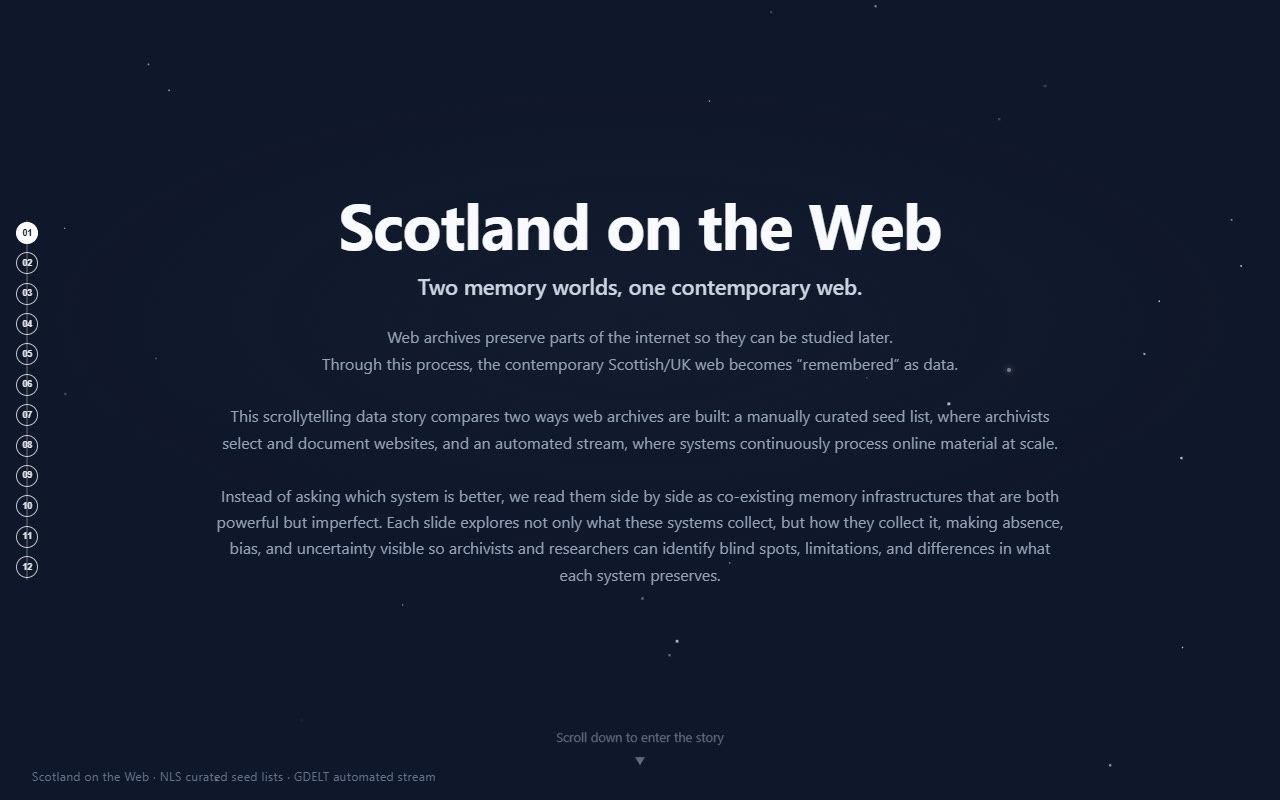 Scotland on the Web
Two memory worlds, one contemporary web.
Web archives preserve parts of the internet so they can be studied later.
Through this process, the contemporary Scottish/UK web becomes “remembered” as data.
This scrollytelling data story compares two ways web archives are built: a manually curated seed list, where archivists
select and document websites, and an automated stream, where systems continuously process online material at scale.
Instead of asking which system is better, we read them side by side as co-existing memory infrastructures that are both
powerful but imperfect. Each slide explores not only what these systems collect, but how they collect it, making absence,
bias, and uncertainty visible so archivists and researchers can identify blind spots, limitations, and differences in what
each system preserves.
01
02
03
04
05
06
07
08
09
10
11
12
Scroll down to enter the story
▼
Scotland on the Web · NLS curated seed lists · GDELT automated stream